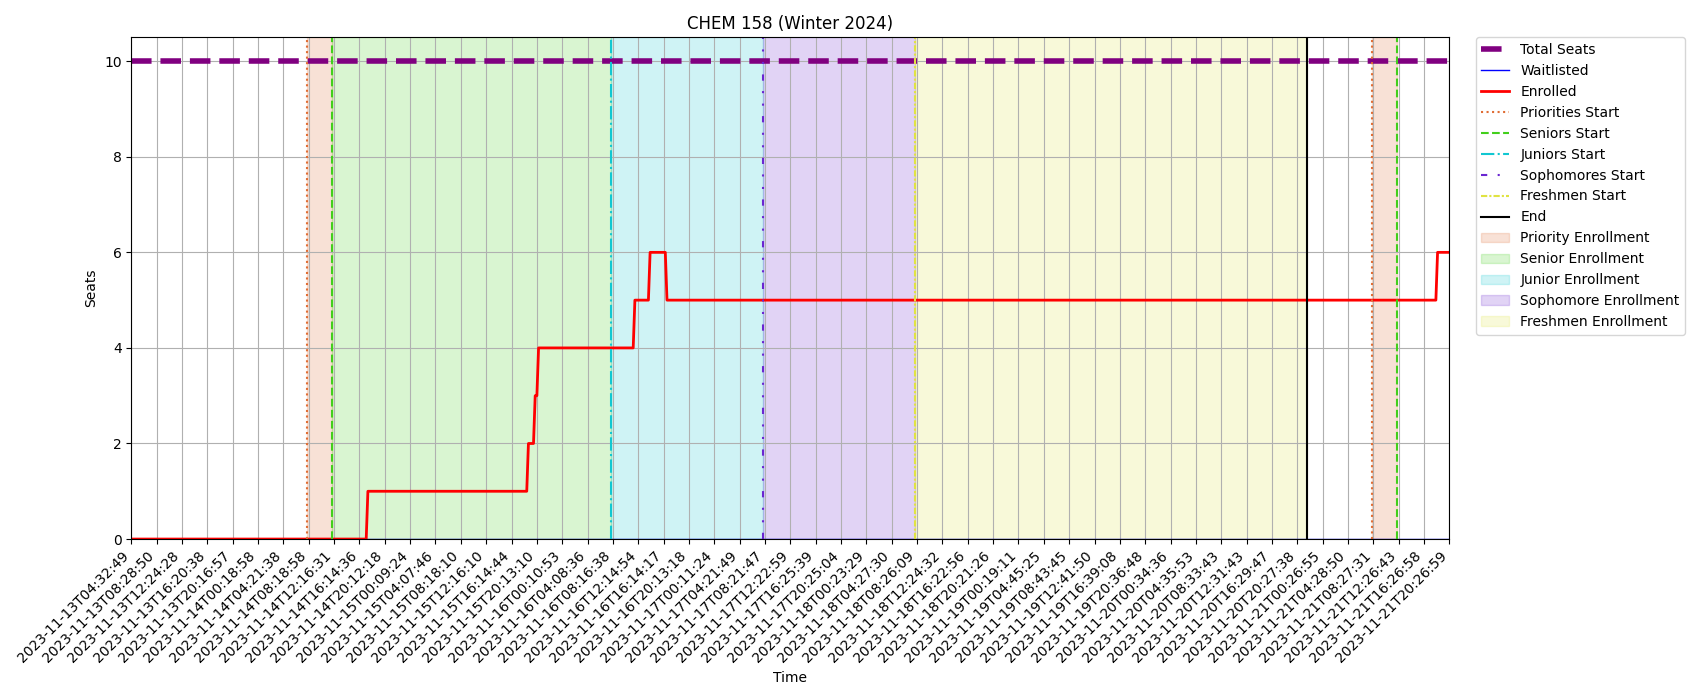 CHEM 158 (Winter 2024)
Seats
10
8
6
4
2
0
2023-11-13T04:32:49
2023-11-13T08:28:50
2023-11-13T12:24:28
2023-11-13T16:20:38
2023-11-13T20:16:57
2023-11-14T00:18:58
2023-11-14T04:21:38
2023-11-14T08:18:58
2023-11-14T12:16:31
2023-11-14T16:14:36
2023-11-14T20:12:18
2023-11-15T00:09:24
2023-11-15T04:07:46
2023-11-15T08:18:10
2023-11-15T12:16:10
2023-11-15T16:14:44
2023-11-15T20:13:10
2023-11-16T00:10:53
2023-11-16T04:08:36
2023-11-16T08:16:38
2023-11-16T12:14:54
2023-11-16T16:14:17
2023-11-16T20:13:18
2023-11-17T00:11:24
2023-11-17T04:21:49
2023-11-17T08:21:47
2023-11-17T12:22:59
2023-11-17T16:25:39
2023-11-17T20:25:04
2023-11-18T00:23:29
2023-11-18T04:27:30
2023-11-18T08:26:09
2023-11-18T12:24:32
2023-11-18T16:22:56
2023-11-18T20:21:26
2023-11-19T00:19:11
2023-11-19T04:45:25
2023-11-19T08:43:45
2023-11-19T12:41:50
2023-11-19T16:39:08
2023-11-19T20:36:48
2023-11-20T00:34:36
2023-11-20T04:35:53
2023-11-20T08:33:43
2023-11-20T12:31:43
2023-11-20T16:29:47
2023-11-20T20:27:38
2023-11-21T00:26:55
2023-11-21T04:28:50
2023-11-21T08:27:31
2023-11-21T12:26:43
2023-11-21T16:26:58
2023-11-21T20:26:59
Time
Total Seats
Waitlisted
Enrolled
Priorities Start
Seniors Start
Juniors Start
Sophomores Start
Freshmen Start
End
Priority Enrollment
Senior Enrollment
Junior Enrollment
Sophomore Enrollment
Freshmen Enrollment